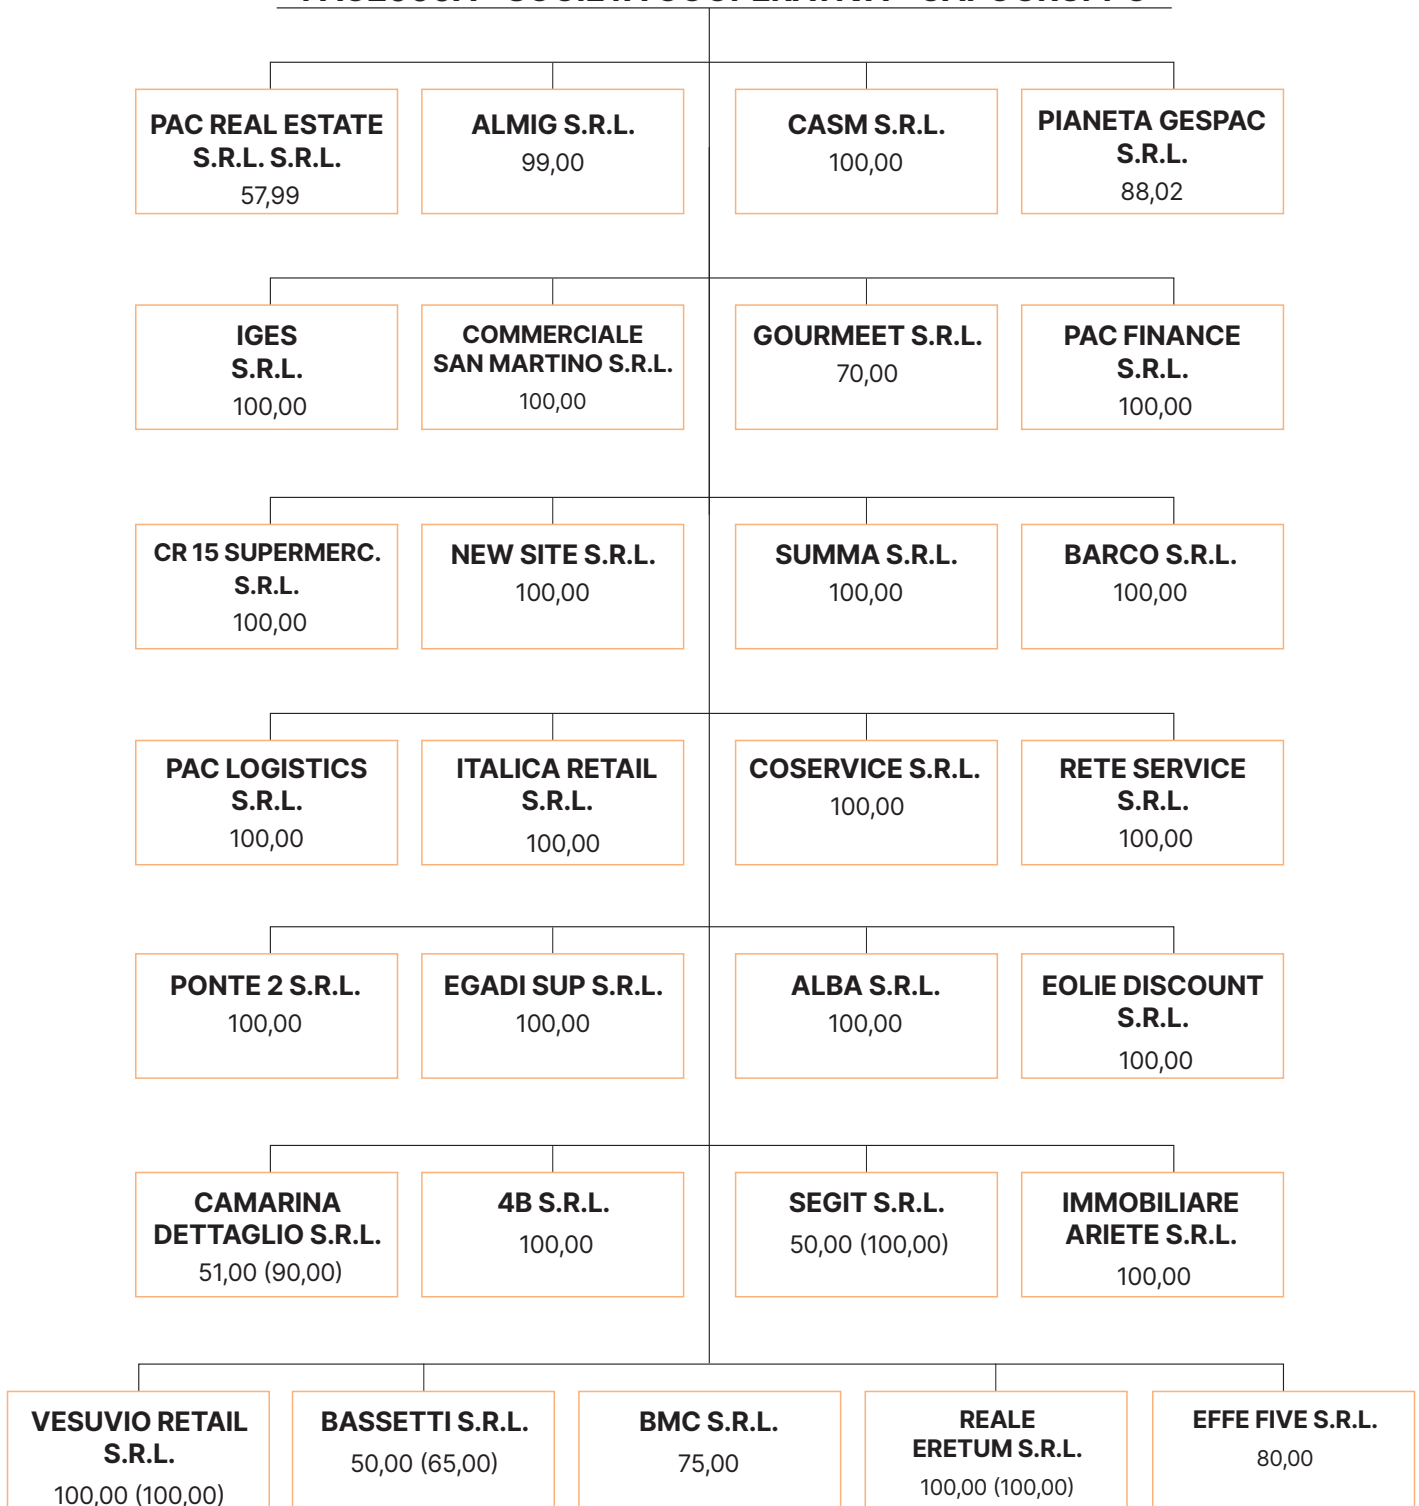 PAC REAL ESTATE
S.R.L. S.R.L.
57,99
ALMIG S.R.L.
99,00
CASM S.R.L.
100,00
PIANETA GESPAC
S.R.L.
88,02
IGES
S.R.L.
100,00
COMMERCIALE
SAN MARTINO S.R.L.
100,00
GOURMEET S.R.L.
70,00
PAC FINANCE
S.R.L.
100,00
CR 15 SUPERMERC.
S.R.L.
100,00
NEW SITE S.R.L.
100,00
SUMMA S.R.L.
100,00
BARCO S.R.L.
100,00
PAC LOGISTICS
S.R.L.
100,00
ITALICA RETAIL
S.R.L.
100,00
COSERVICE S.R.L.
100,00
RETE SERVICE
S.R.L.
100,00
PONTE 2 S.R.L.
100,00
EGADI SUP S.R.L.
100,00
ALBA S.R.L.
100,00
EOLIE DISCOUNT
S.R.L.
100,00
CAMARINA
DETTAGLIO S.R.L.
51,00 (90,00)
4B S.R.L.
100,00
SEGIT S.R.L.
50,00 (100,00)
IMMOBILIARE
ARIETE S.R.L.
100,00
VESUVIO RETAIL
S.R.L.
100,00 (100,00)
BASSETTI S.R.L.
50,00 (65,00)
BMC S.R.L.
75,00
REALE
ERETUM S.R.L.
100,00 (100,00)
EFFE FIVE S.R.L.
80,00